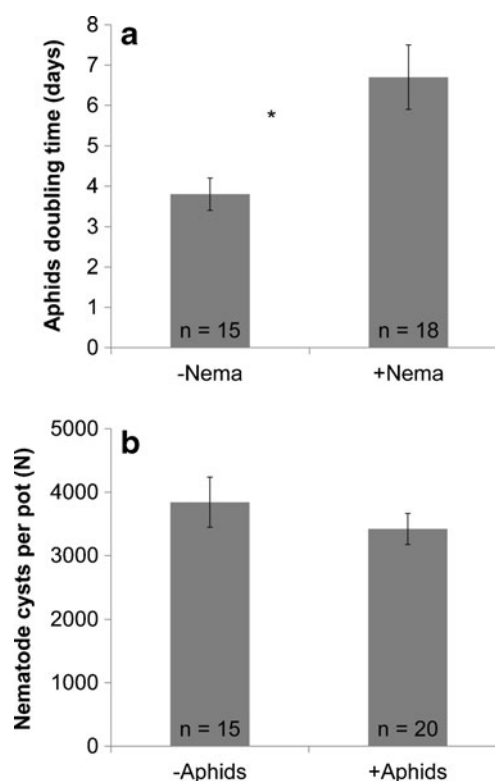 a
Aphids doubling time (days)
8
7
6
5
4
3
2
1
0
*
n = 15
n = 18
-Nema
+Nema
b
Nematode cysts per pot (N)
5000
4000
3000
2000
1000
0
n = 15
n = 20
-Aphids
+Aphids